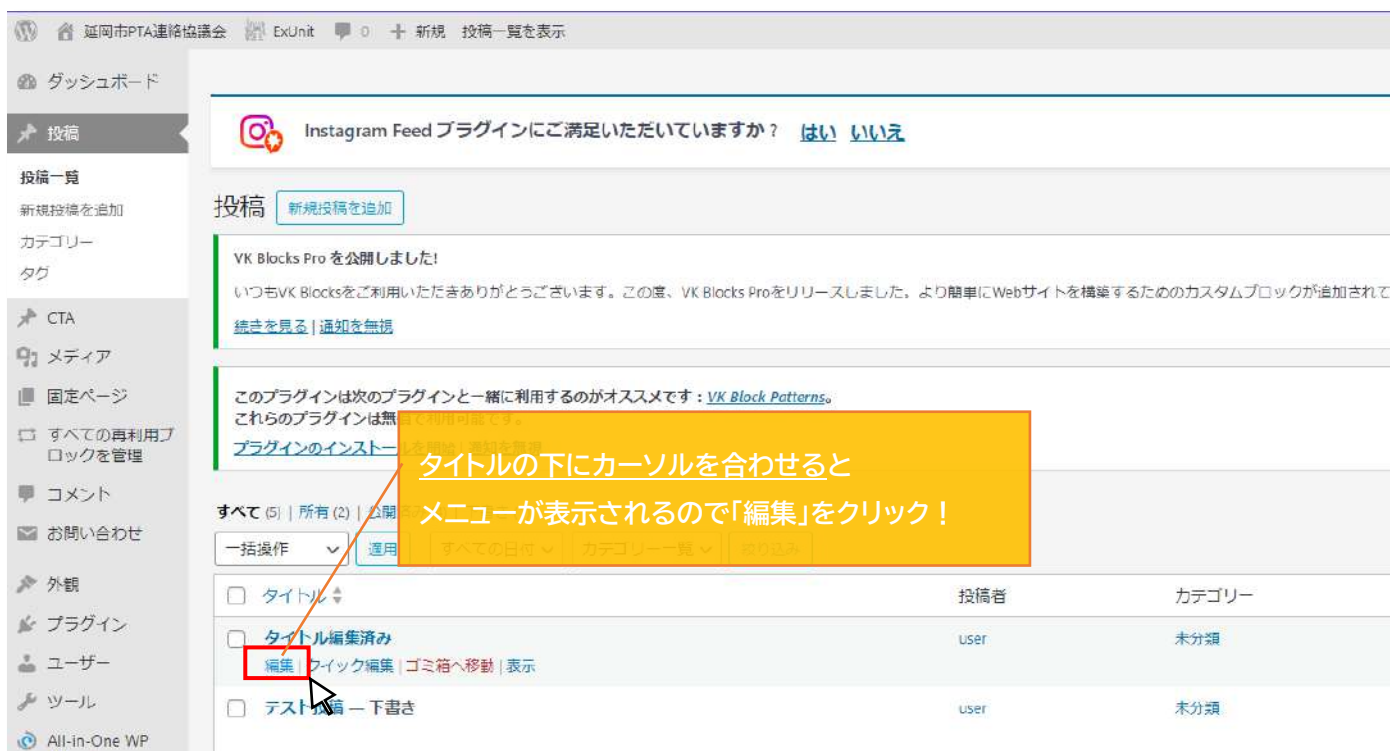 延岡市PTA連絡協議会 ExUnit 0 + 新規 投稿一覧を表示
ダッシュボード
投稿
投稿一覧
新規投稿を追加
カテゴリー
タグ
CTA
メディア
固定ページ
すべての再利用ブ
ロックを管理
コメント
お問い合わせ
外観
プラグイン
ユーザー
ツール
All-in-One WP
Instagram Feed プラグインにご満足いただいていますか? はい いいえ
投稿 新規投稿を追加
VK Blocks Pro を公開しました!
いつもVK Blocksをご利用いただきありがとうございます。この度、VK Blocks Proをリリースしました。より簡単にWebサイトを構築するためのカスタムブロックが追加されて
続きを見る | 通知を無視
このプラグインは次のプラグインと一緒に利用するのがオススメです:VK Block Patterns。
これらのプラグインは無償で利用可能です。
プラグインのインストールを開始 | 通知を無視
タイトルの下にカーソルを合わせると
メニューが表示されるので「編集」をクリック!
すべて (5) | 所有 (2) | 公開
一括操作 適用 すべての日付 カテゴリー一覧 絞り込み
タイトル 投稿者 カテゴリー
タイトル編集済み user 未分類
編集 | クイック編集 | ゴミ箱へ移動 | 表示
テスト投稿 — 下書き user 未分類